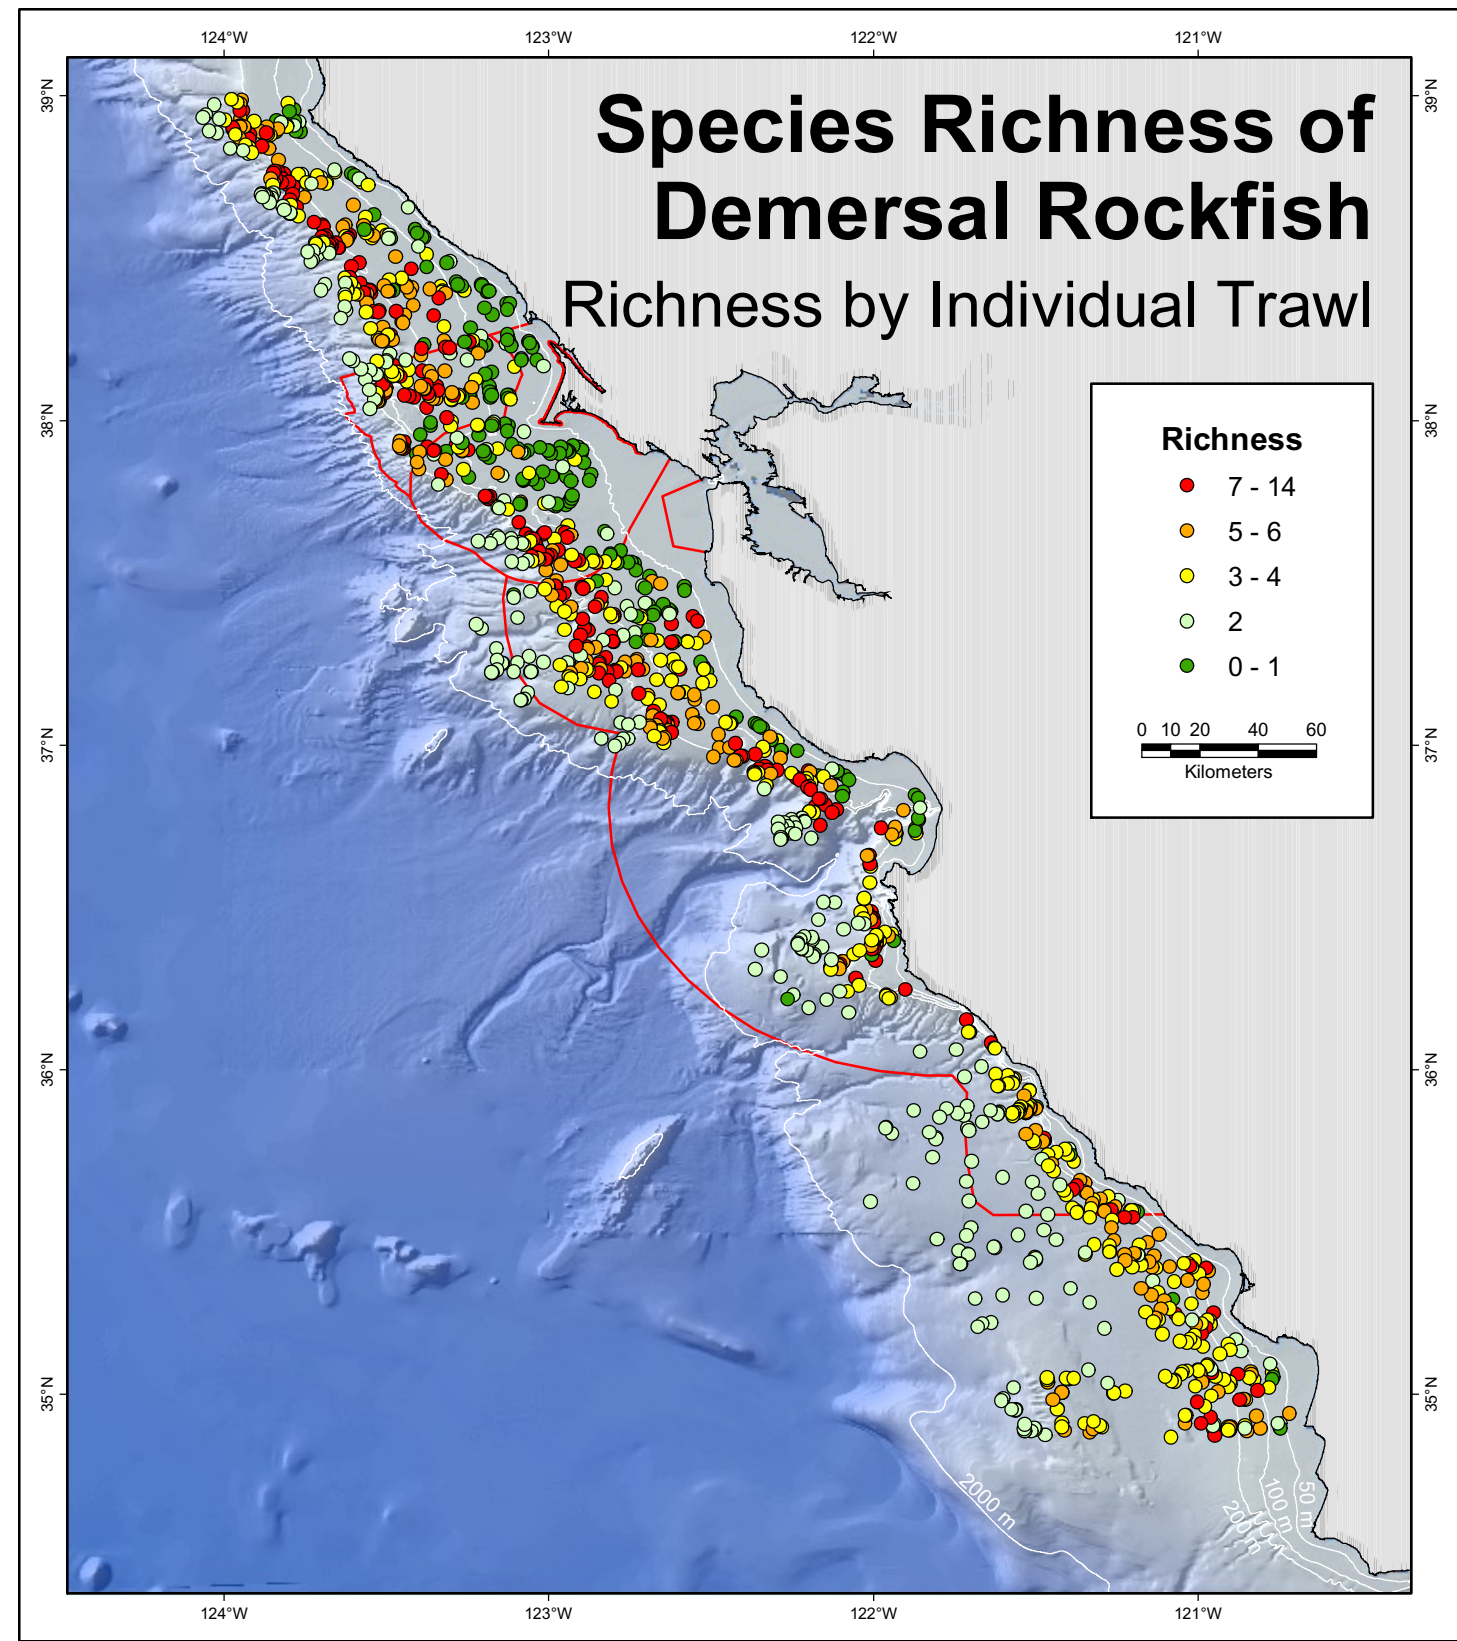 124°W
123°W
122°W
121°W
39°N
39°N
Species Richness of
Demersal Rockfish
Richness by Individual Trawl
38°N
38°N
Richness
7 - 14
5 - 6
3 - 4
2
0 - 1
0 10 20 40 60
Kilometers
37°N
37°N
36°N
36°N
35°N
35°N
2000 m
200 m
100 m
50 m
124°W
123°W
122°W
121°W